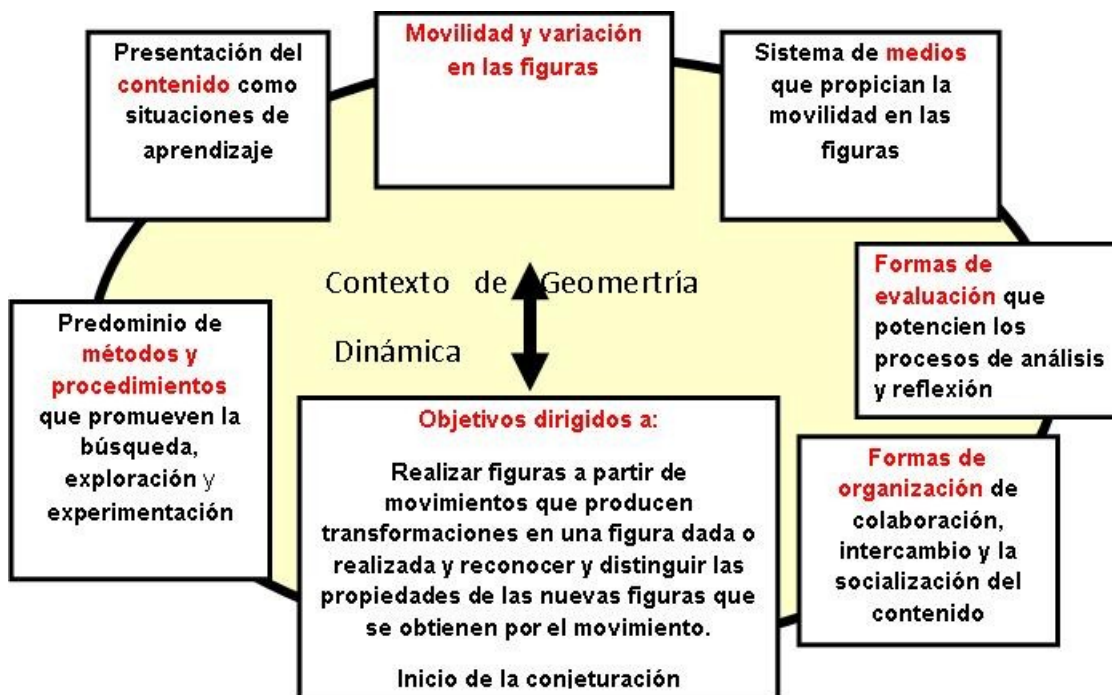 Presentación del
contenido como
situaciones de
aprendizaje
Movilidad y variación
en las figuras
Sistema de medios
que propician la
movilidad en las
figuras
Contexto de Geomertría
Dinámica
Formas de
evaluación que
potencien los
procesos de análisis
y reflexión
Predominio de
métodos y
procedimientos
que promueven la
búsqueda,
exploración y
experimentación
Objetivos dirigidos a:
Realizar figuras a partir de
movimientos que producen
transformaciones en una figura dada o
realizada y reconocer y distinguir las
propiedades de las nuevas figuras que
se obtienen por el movimiento.
Inicio de la conjeturación
Formas de
organización de
colaboración,
intercambio y la
socialización del
contenido